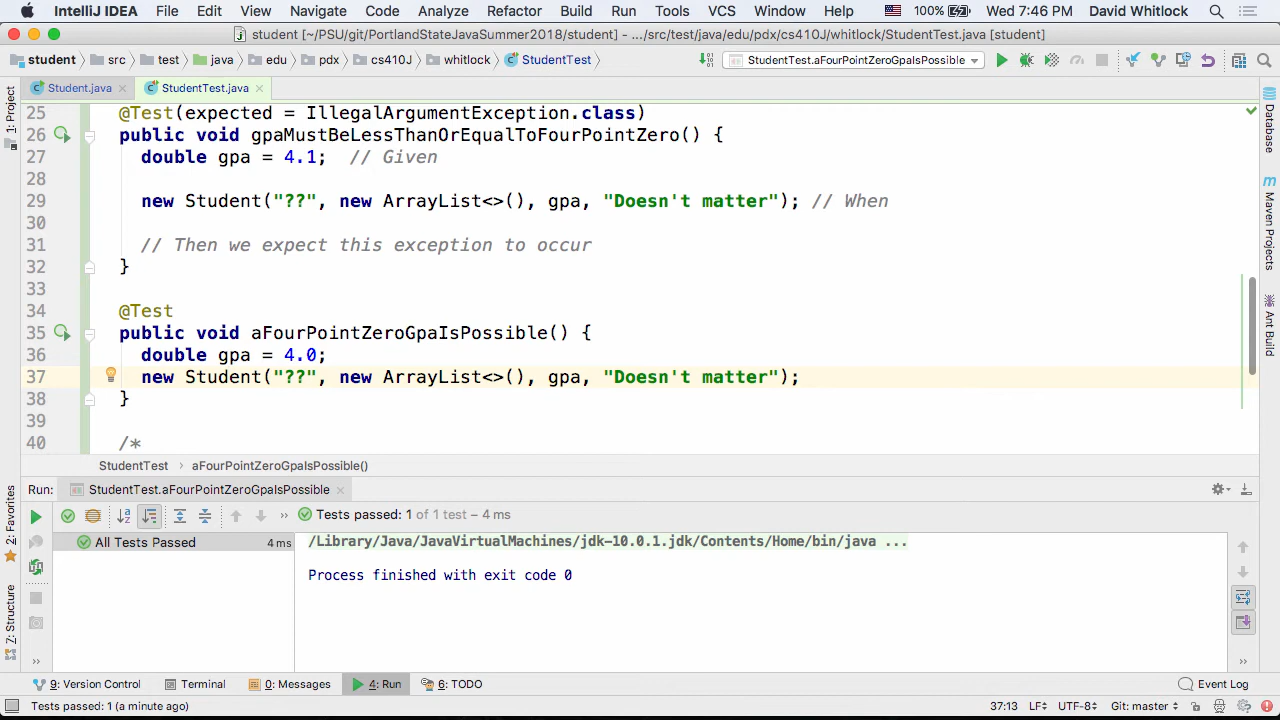 IntelliJ IDEA File Edit View Navigate Code Analyze Refactor Build Run Tools VCS Window Help 100% Wed 7:46 PM David Whitlock
student [~/PSU/git/PortlandStateJavaSummer2018/student] - .../src/test/java/edu/pdx/cs410J/whitlock/StudentTest.java [student]
student src test java edu pdx cs410J whitlock StudentTest StudentTest.aFourPointZeroGpaIsPossible
Student.java StudentTest.java
1: Project
Database
Maven Projects
Ant Build
25 @Test(expected = IllegalArgumentException.class)
26 public void gpaMustBeLessThanOrEqualToFourPointZero() {
27 double gpa = 4.1; // Given
28
29 new Student("??", new ArrayList<>(), gpa, "Doesn't matter"); // When
30
31 // Then we expect this exception to occur
32 }
33
34 @Test
35 public void aFourPointZeroGpaIsPossible() {
36 double gpa = 4.0;
37 new Student("??", new ArrayList<>(), gpa, "Doesn't matter");
38 }
39
40 /*
StudentTest › aFourPointZeroGpaIsPossible()
Run: StudentTest.aFourPointZeroGpaIsPossible
2: Favorites
7: Structure
Tests passed: 1 of 1 test – 4 ms
All Tests Passed 4 ms
/Library/Java/JavaVirtualMachines/jdk-10.0.1.jdk/Contents/Home/bin/java ...
Process finished with exit code 0
9: Version Control Terminal 0: Messages 4: Run 6: TODO Event Log
Tests passed: 1 (a minute ago) 37:13 LF UTF-8 Git: master